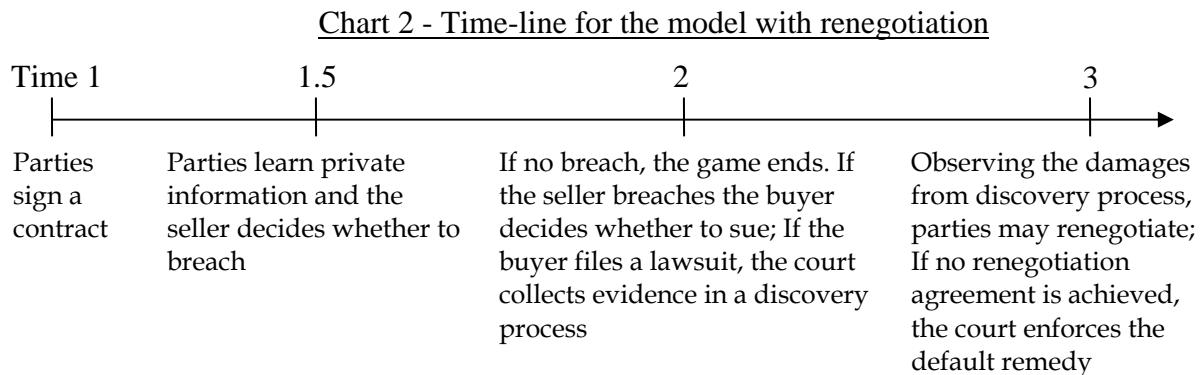 Chart 2 - Time-line for the model with renegotiation
Time 1
1.5
2
3
Parties
sign a
contract
Parties learn private
information and the
seller decides whether to
breach
If no breach, the game ends. If
the seller breaches the buyer
decides whether to sue; If the
buyer files a lawsuit, the court
collects evidence in a discovery
process
Observing the damages
from discovery process,
parties may renegotiate;
If no renegotiation
agreement is achieved,
the court enforces the
default remedy